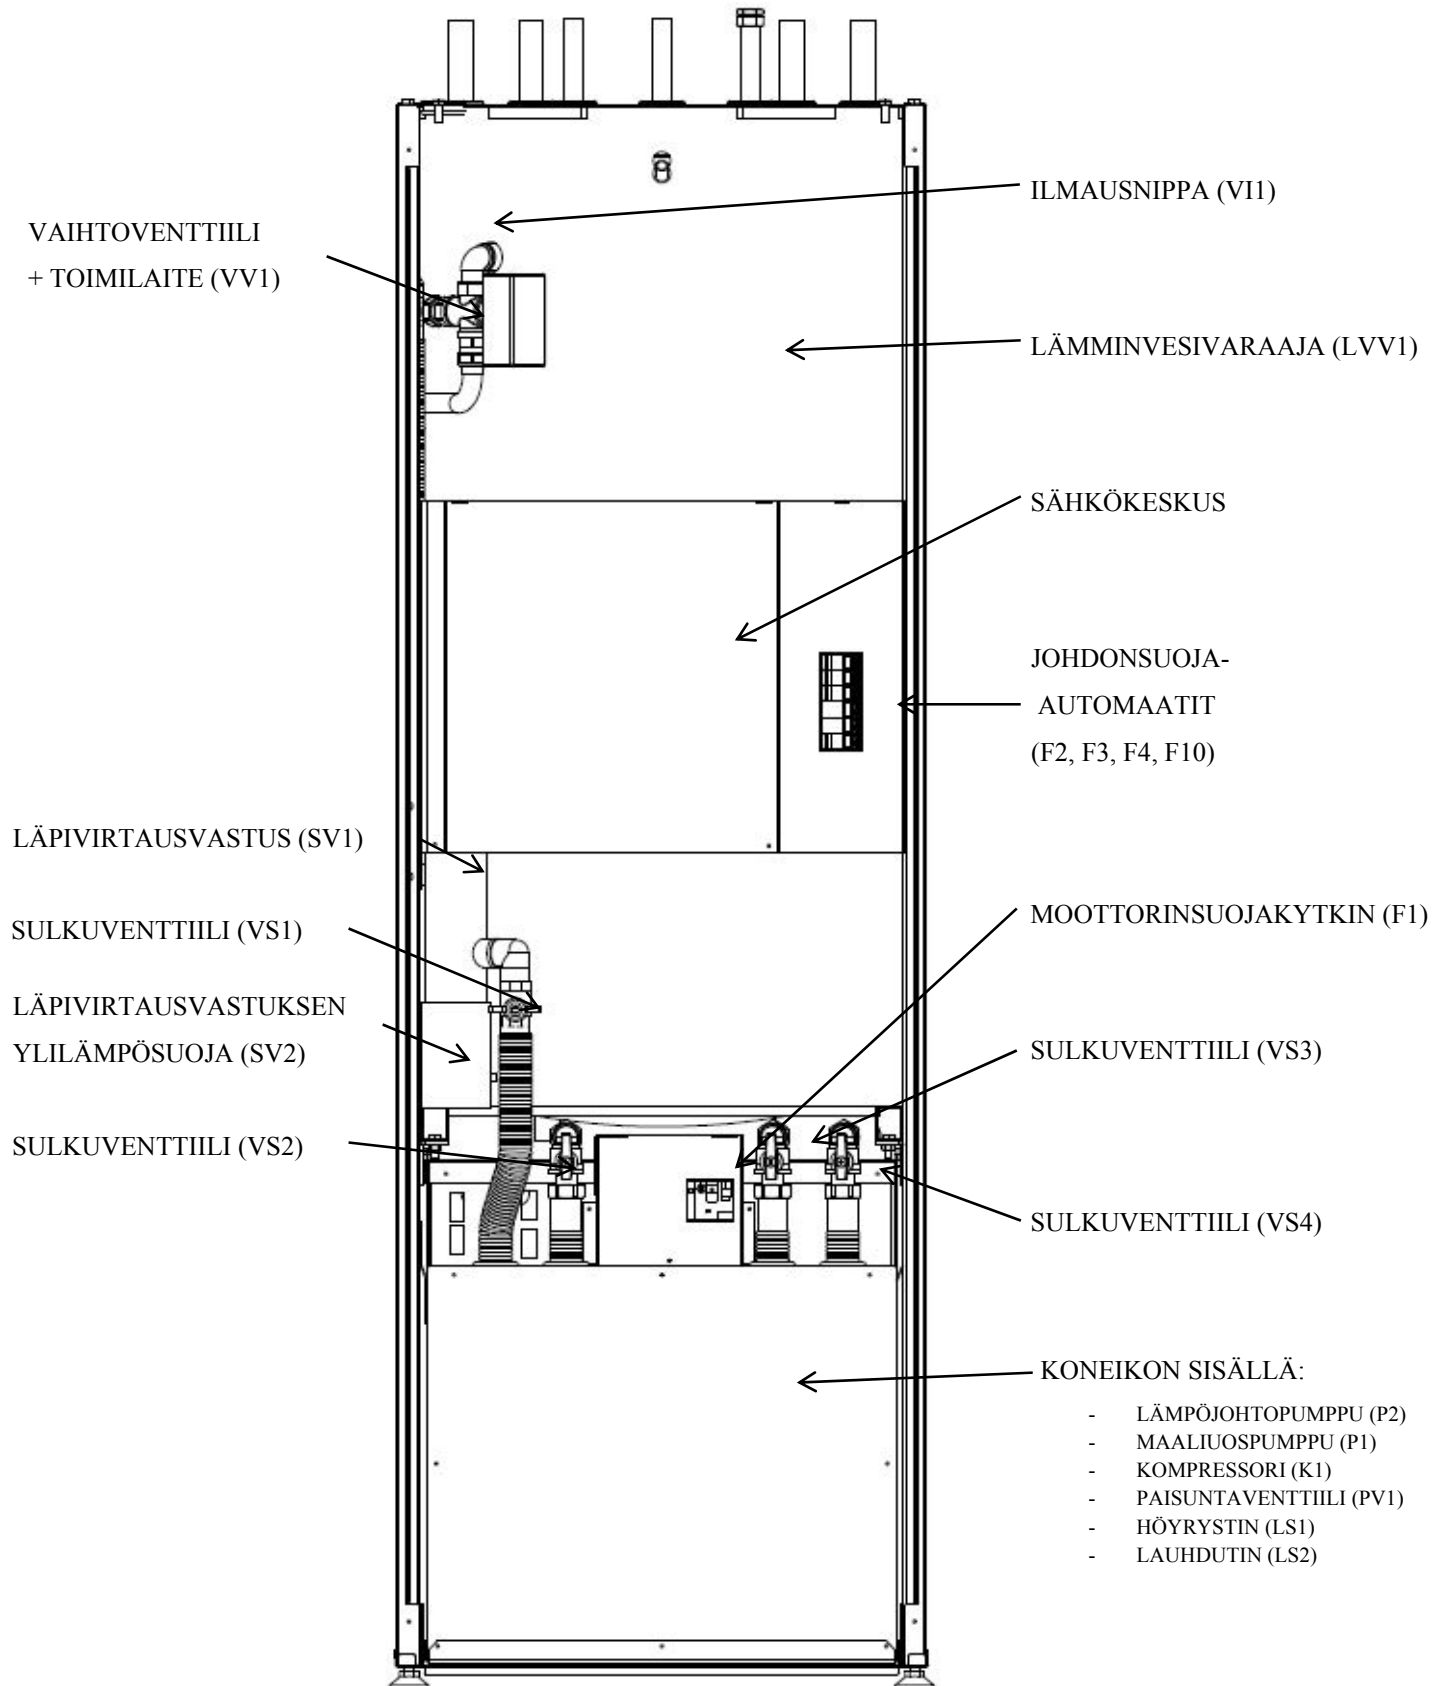 VAIHTOVENTTIILI
+ TOIMILAITE (VV1)
LÄPIVIRTAUSVASTUS (SV1)
SULKUVENTTIILI (VS1)
LÄPIVIRTAUSVASTUKSEN
YLILÄMPÖSUOJA (SV2)
SULKUVENTTIILI (VS2)
ILMAUSNIPPA (VI1)
LÄMMINVESIVARAAJA (LVV1)
SÄHKÖKESKUS
JOHDONSUOJA-
AUTOMAATIT
(F2, F3, F4, F10)
MOOTTORINSUOJAKYTKIN (F1)
SULKUVENTTIILI (VS3)
SULKUVENTTIILI (VS4)
KONEIKON SISÄLLÄ:
- LÄMPÖJOHTOPUMPPU (P2)
- MAALIUOSPUMPPU (P1)
- KOMPRESSORI (K1)
- PAISUNTAVENTTIILI (PV1)
- HÖYRYSTIN (LS1)
- LAUHDUTIN (LS2)